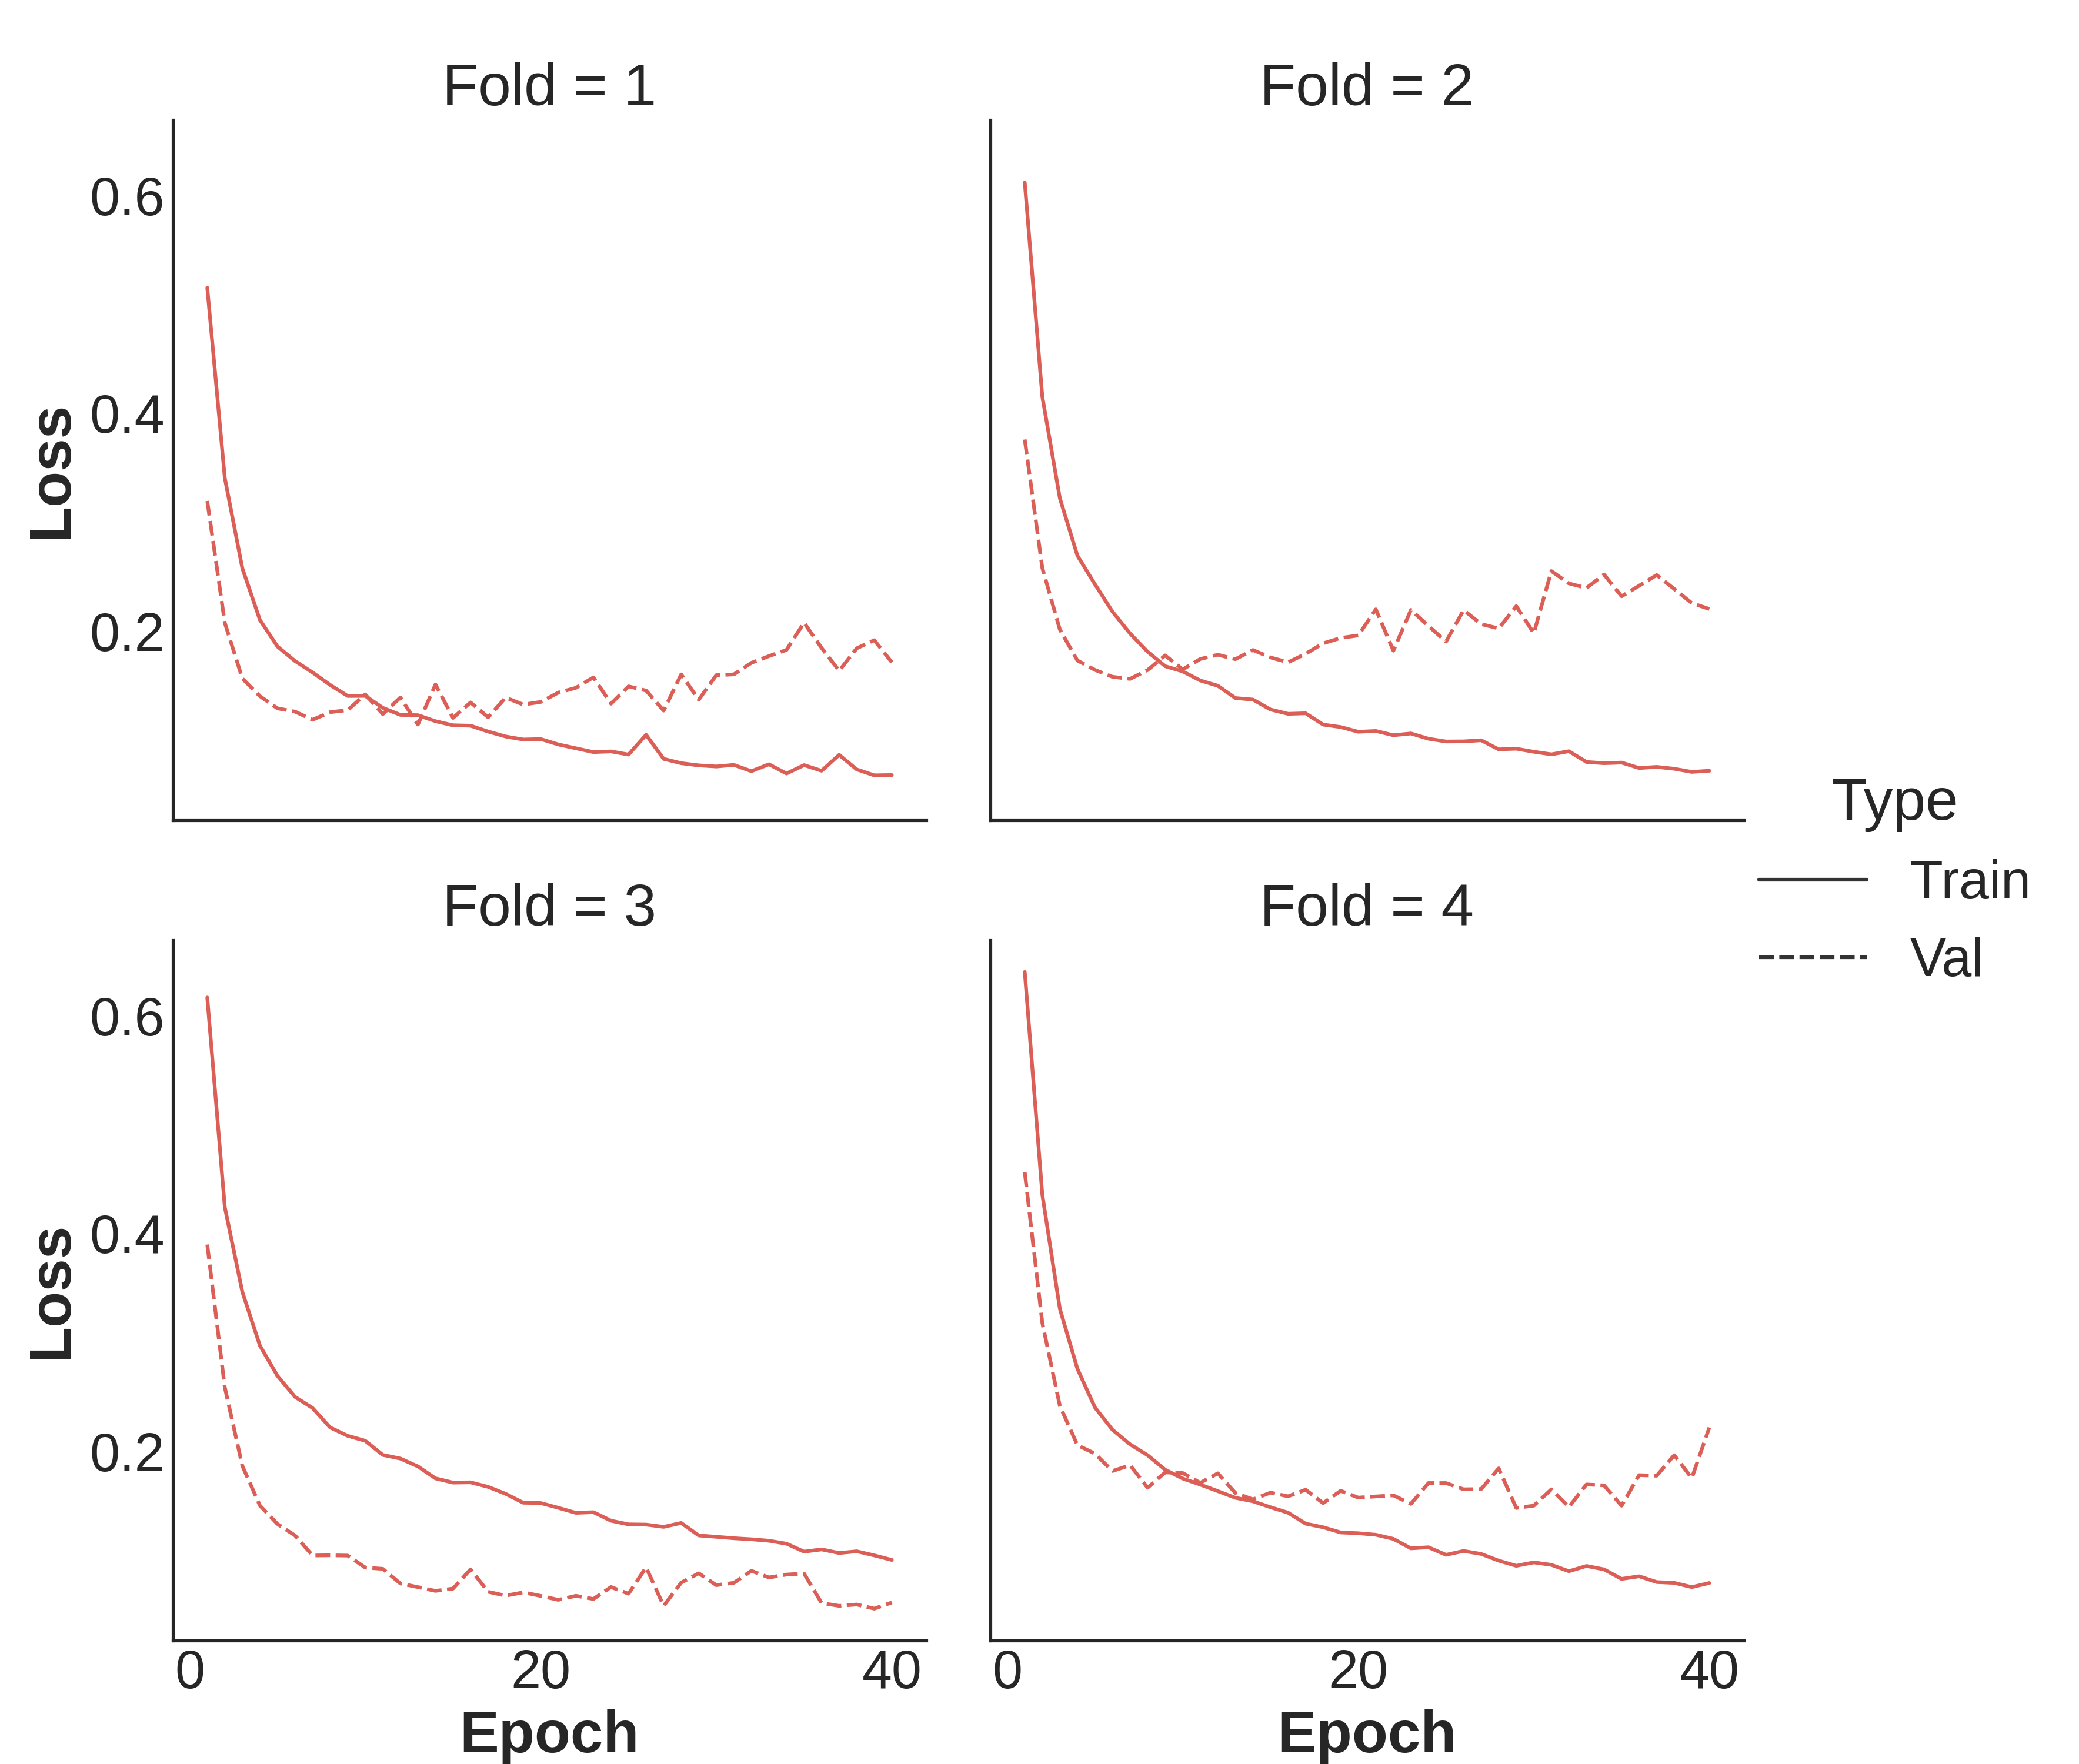 Fold = 1
Fold = 2
0.6
0.4
0.2
Loss
Type
Train
Val
Fold = 3
Fold = 4
0.6
0.4
0.2
Loss
0 20 40
0 20 40
Epoch
Epoch